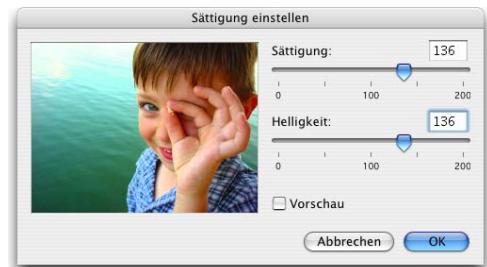 Sättigung einstellen
Sättigung: 136
0 100 200
Helligkeit: 136
0 100 200
Vorschau
Abbrechen OK